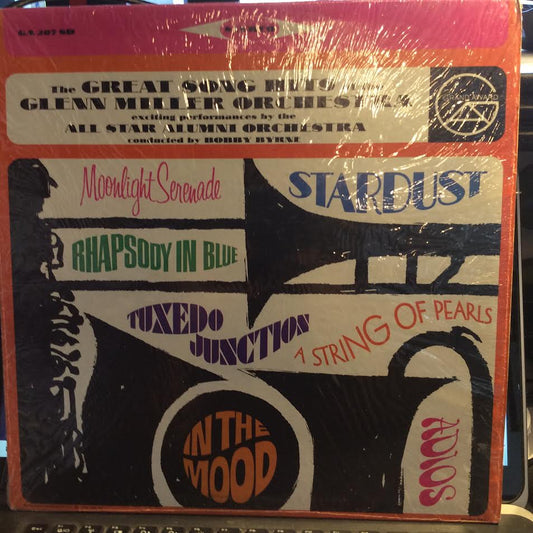 G.A. 207 SD
The GREAT SONG HITS of the
GLENN MILLER ORCHESTRA
exciting performances by the
ALL STAR ALUMNI ORCHESTRA
conducted by BOBBY BYRNE
GRAND AWARD
Moonlight Serenade
STARDUST
RHAPSODY IN BLUE
TUXEDO
JUNCTION
A STRING OF PEARLS
IN THE
MOOD
ADIOS